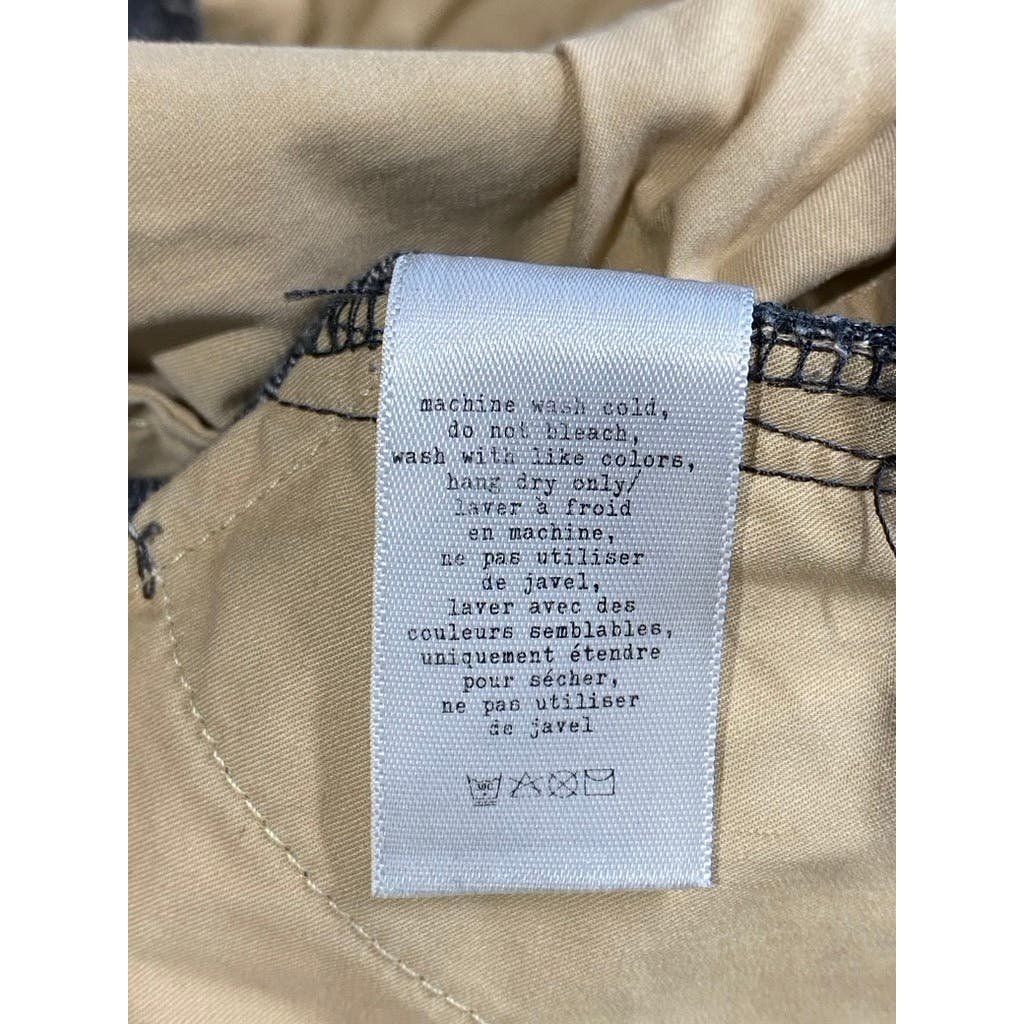 machine wash cold,
do not bleach,
wash with like colors,
hang dry only/
laver à froid
en machine,
ne pas utiliser
de javel,
laver avec des
couleurs semblables,
uniquement étendre
pour sécher,
ne pas utiliser
de javel
30C